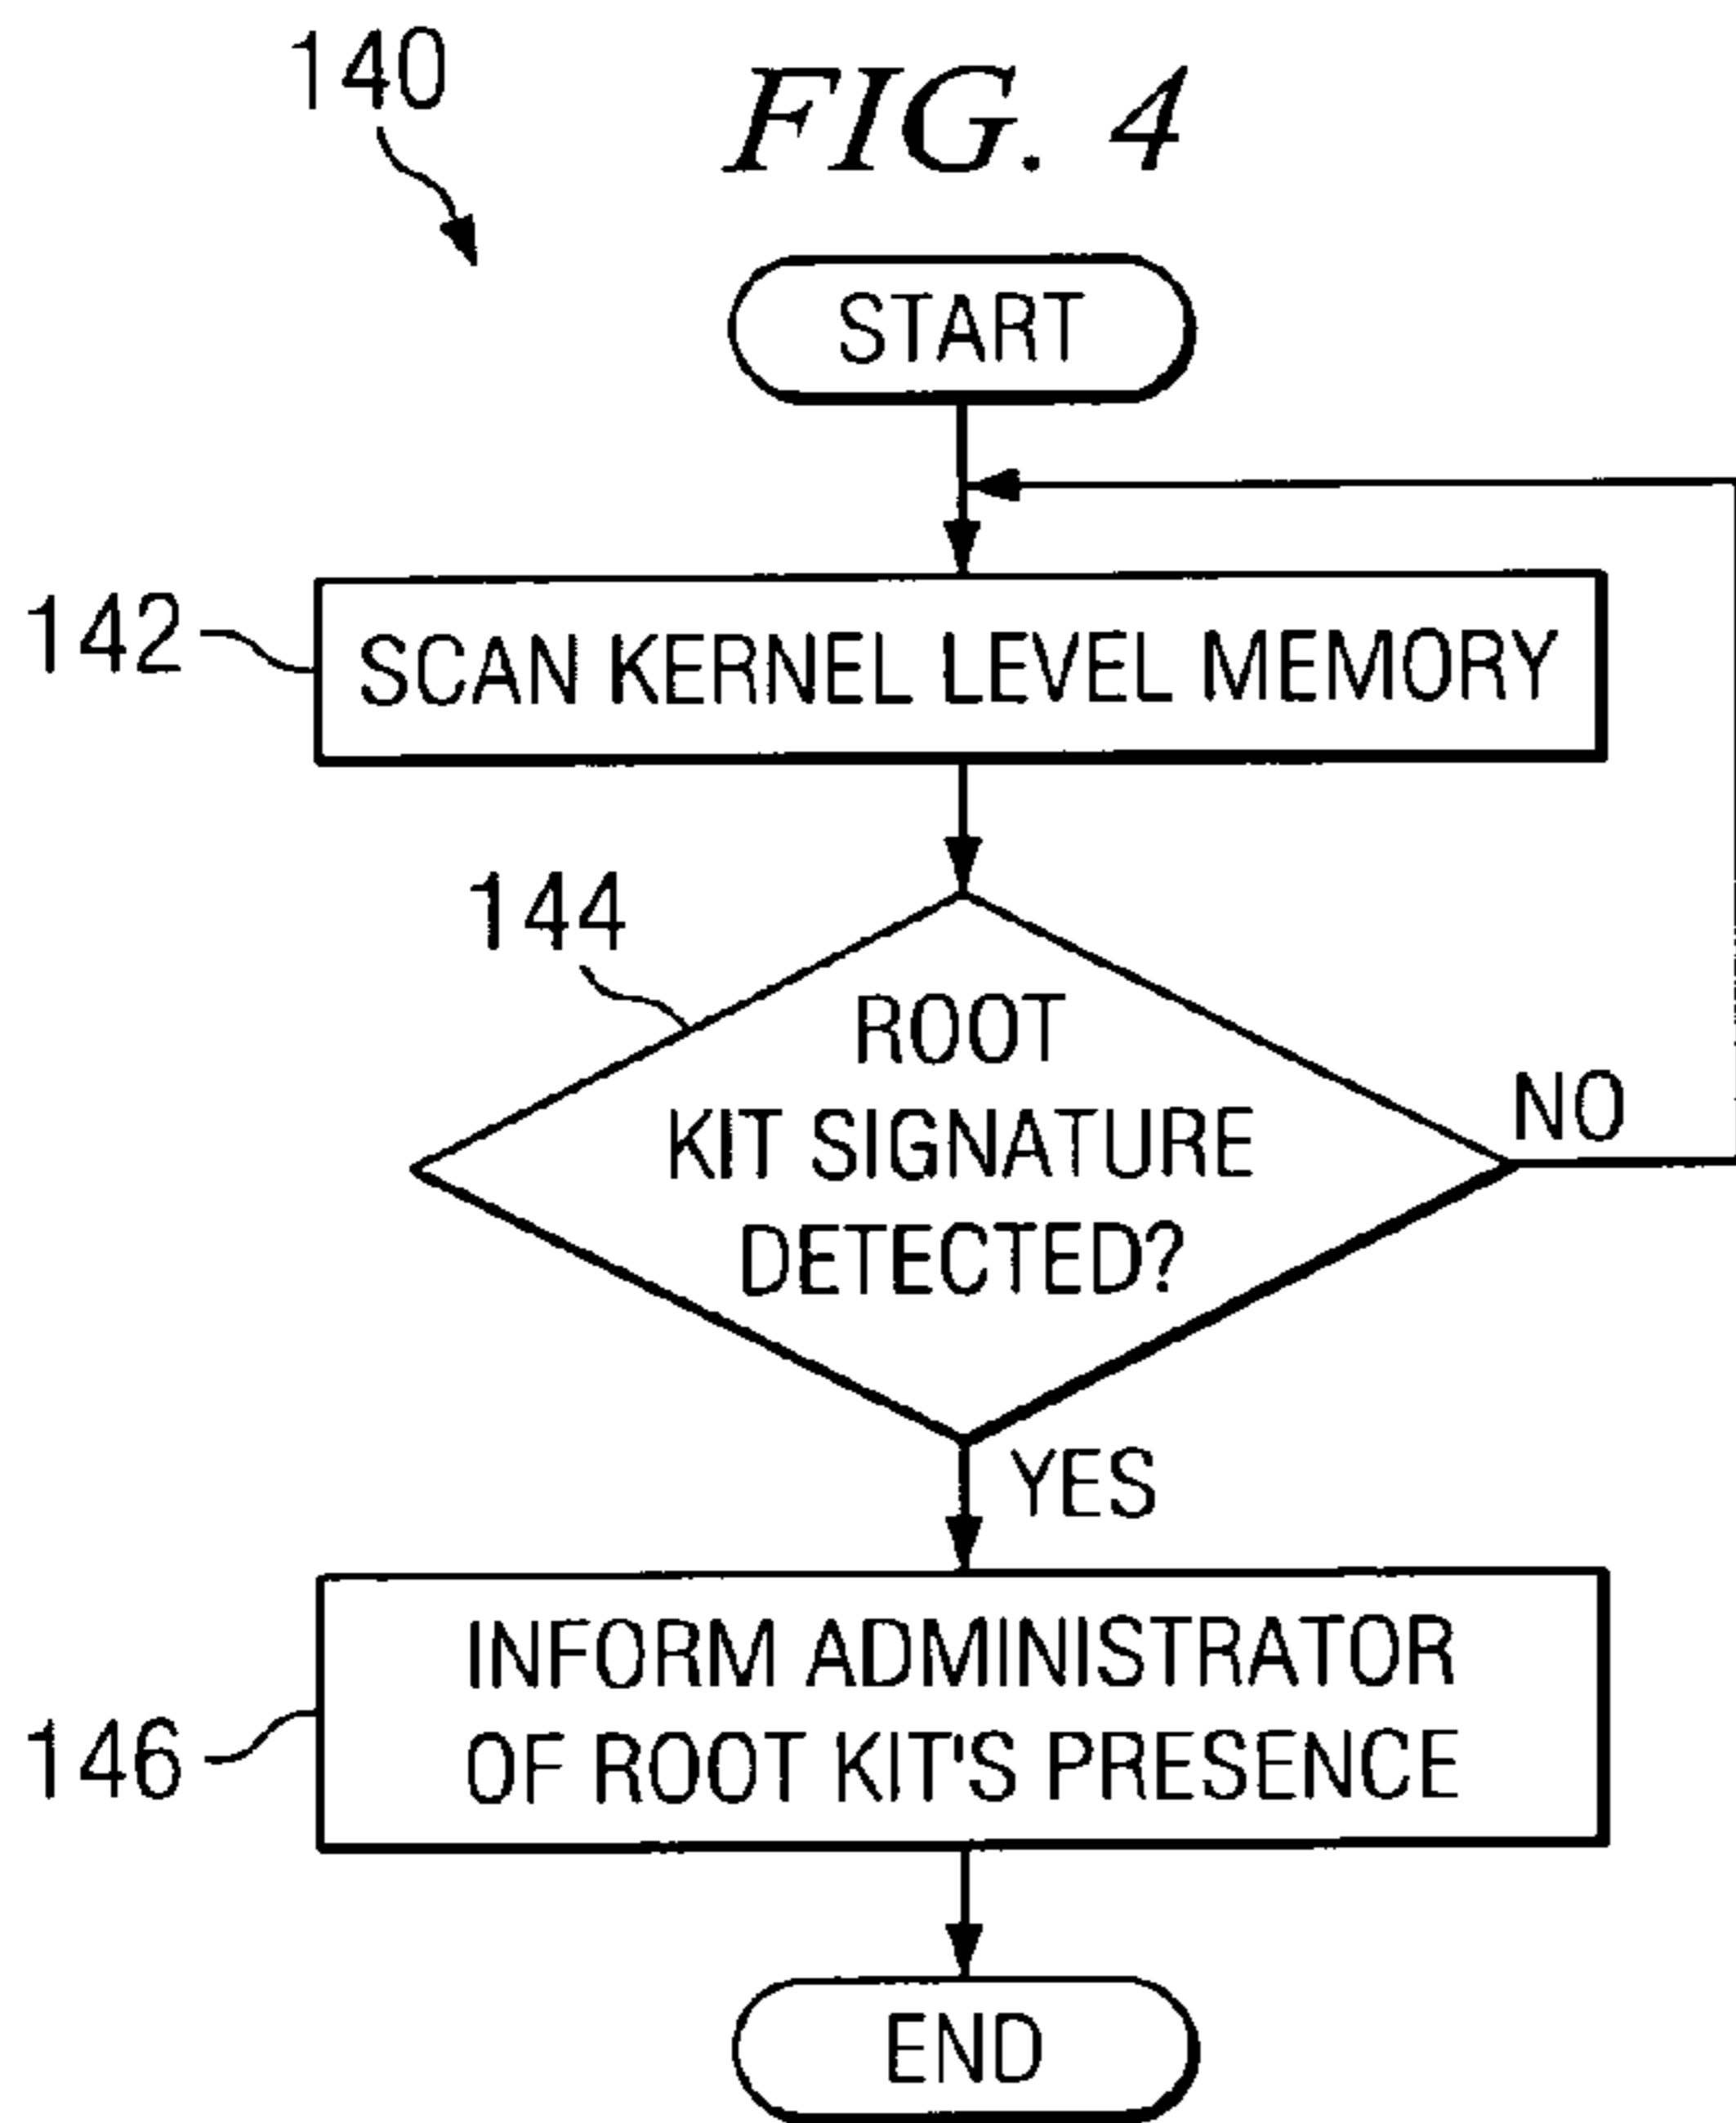 140
FIG. 4
START
142
SCAN KERNEL LEVEL MEMORY
144
ROOT
KIT SIGNATURE
DETECTED?
NO
YES
146
INFORM ADMINISTRATOR
OF ROOT KIT'S PRESENCE
END